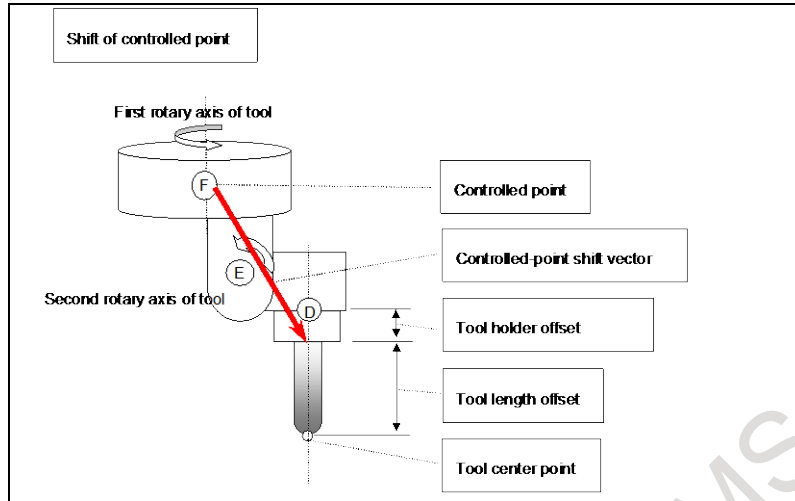 Shift of controlled point
First rotary axis of tool
F
Controlled point
Controlled-point shift vector
E
Second rotary axis of tool
D
Tool holder offset
Tool length offset
Tool center point
MS